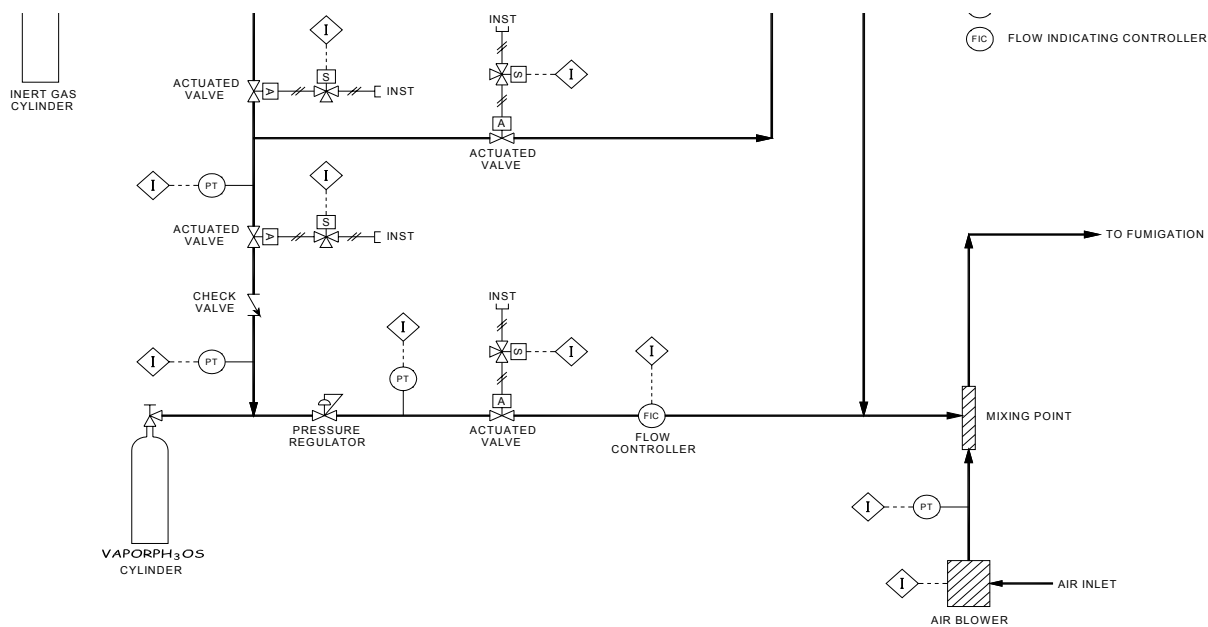 I
INST
FIC
FLOW INDICATING CONTROLLER
S
ACTUATED
VALVE
A
INST
S
I
INERT GAS
CYLINDER
A
ACTUATED
VALVE
I
PT
I
S
ACTUATED
VALVE
A
INST
TO FUMIGATION
CHECK
VALVE
INST
I
I
I
PT
S
I
PT
A
PRESSURE
REGULATOR
ACTUATED
VALVE
FIC
FLOW
CONTROLLER
MIXING POINT
I
PT
VAPORPH₃OS
CYLINDER
I
AIR INLET
AIR BLOWER